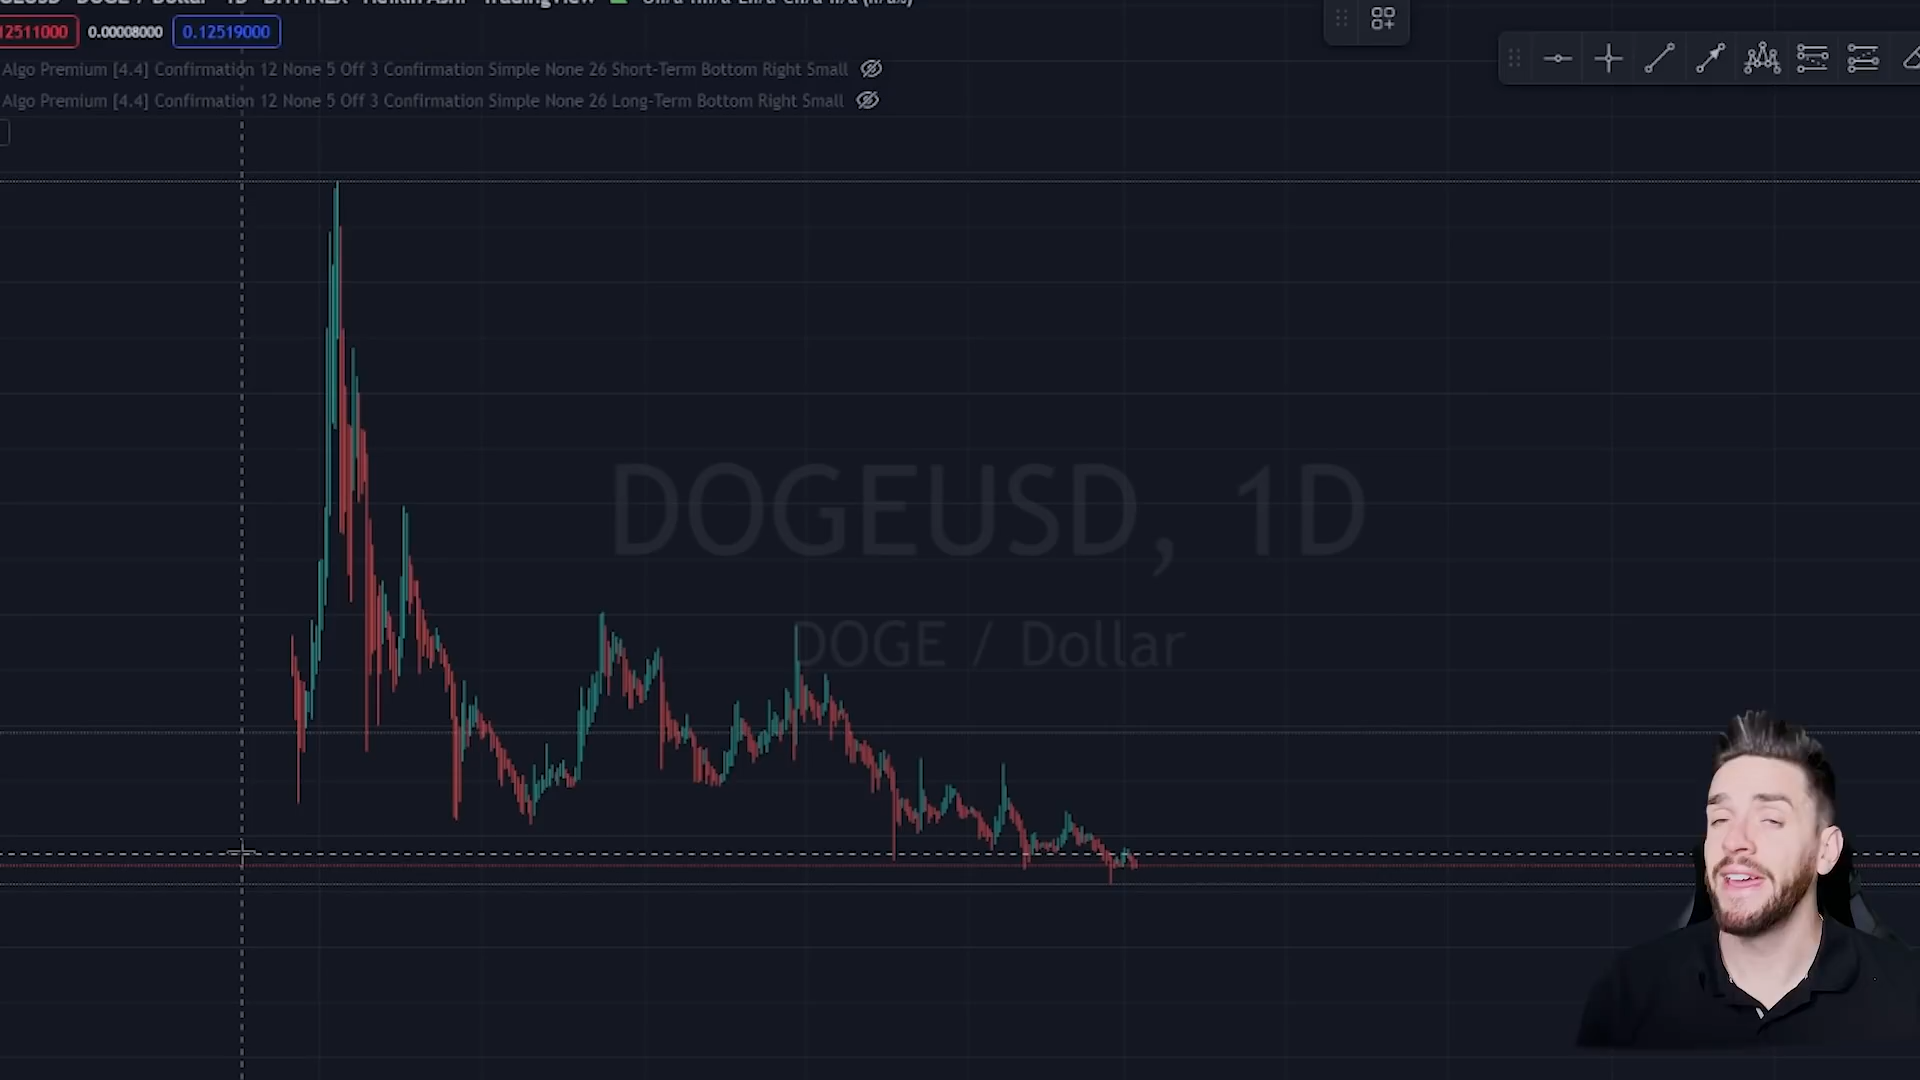 12511000 0.00008000 0.12519000
Algo Premium [4.4] Confirmation 12 None 5 Off 3 Confirmation Simple None 26 Short-Term Bottom Right Small
Algo Premium [4.4] Confirmation 12 None 5 Off 3 Confirmation Simple None 26 Long-Term Bottom Right Small
DOGEUSD, 1D
DOGE / Dollar